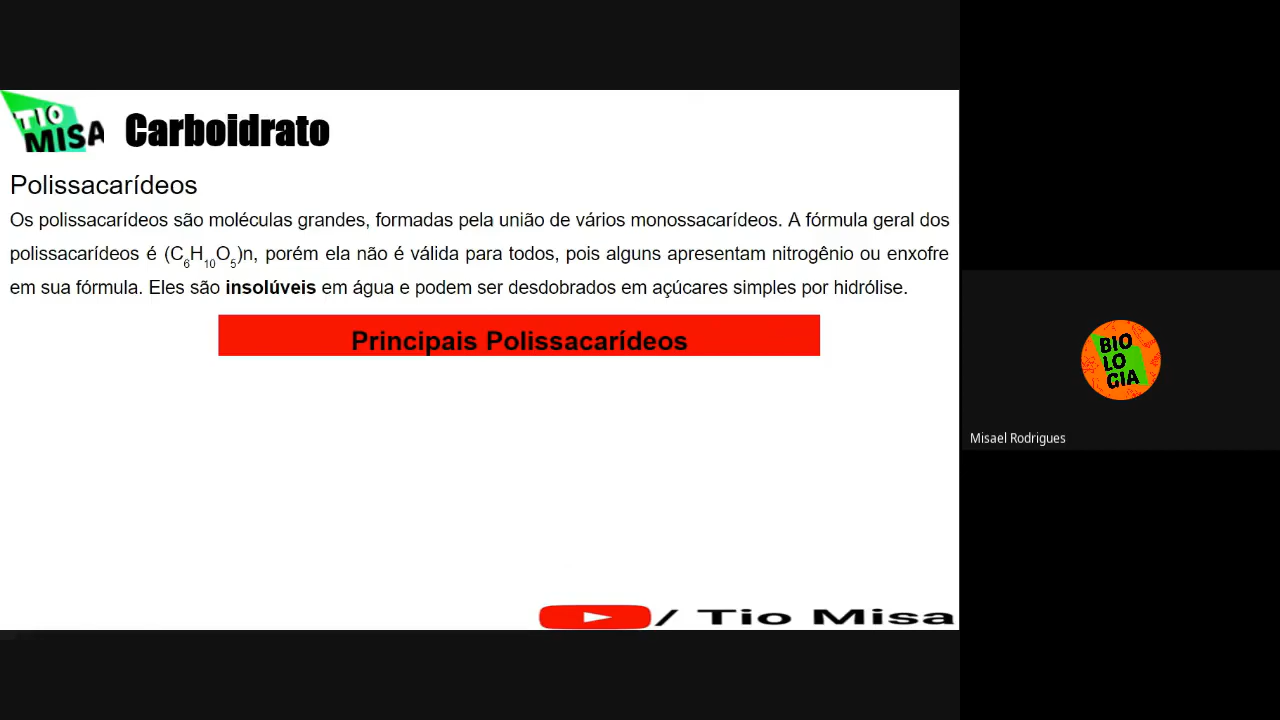 TIO
MISA
Carboidrato
Polissacarídeos
Os polissacarídeos são moléculas grandes, formadas pela união de vários monossacarídeos. A fórmula geral dos
polissacarídeos é (C₆H₁₀O₅)n, porém ela não é válida para todos, pois alguns apresentam nitrogênio ou enxofre
em sua fórmula. Eles são insolúveis em água e podem ser desdobrados em açúcares simples por hidrólise.
Principais Polissacarídeos
/ Tio Misa
BIO
LO
GIA
Misael Rodrigues